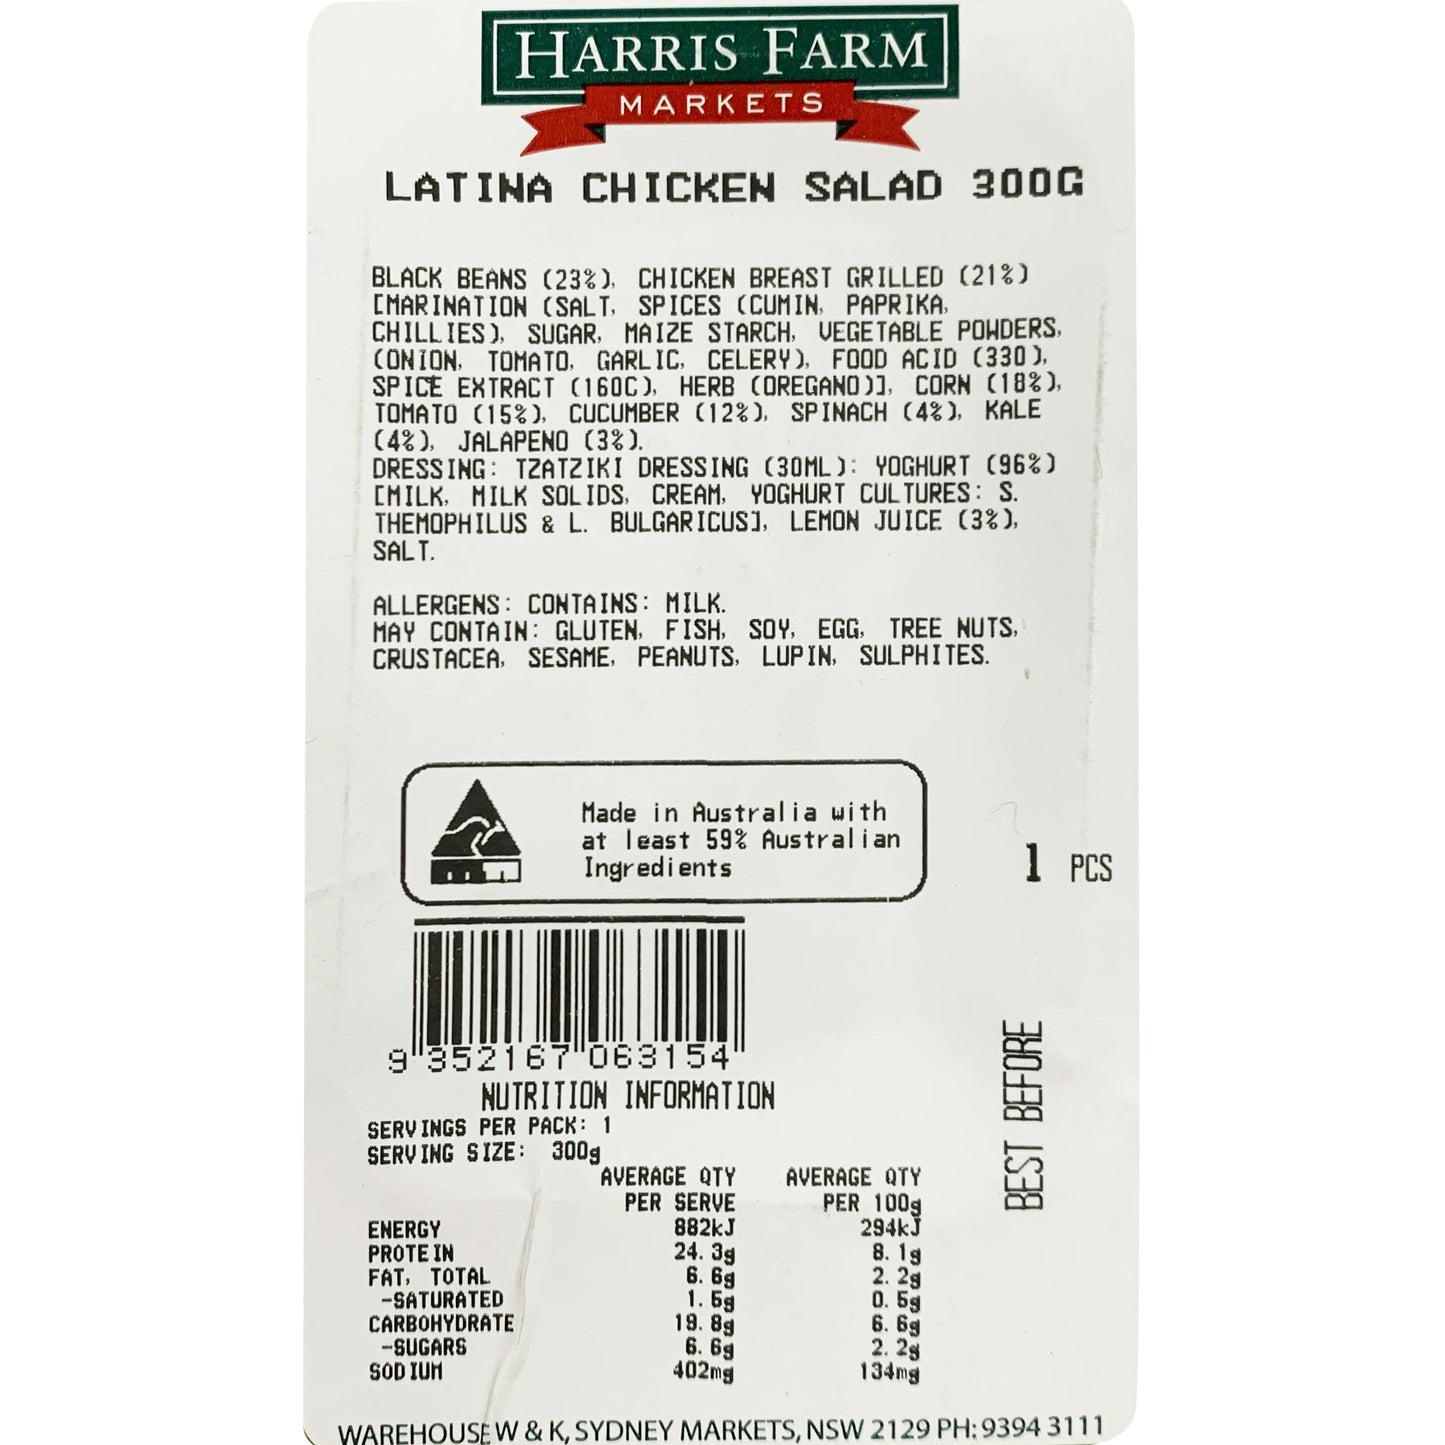 HARRIS FARM
MARKETS
LATINA CHICKEN SALAD 300G
BLACK BEANS (23%), CHICKEN BREAST GRILLED (21%)
[MARINATION (SALT, SPICES (CUMIN, PAPRIKA,
CHILLIES), SUGAR, MAIZE STARCH, VEGETABLE POWDERS,
(ONION, TOMATO, GARLIC, CELERY), FOOD ACID (330),
SPICE EXTRACT (160C), HERB (OREGANO)], CORN (18%),
TOMATO (15%), CUCUMBER (12%), SPINACH (4%), KALE
(4%), JALAPENO (3%).
DRESSING: TZATZIKI DRESSING (30ML): YOGHURT (96%)
[MILK, MILK SOLIDS, CREAM, YOGHURT CULTURES: S.
THEMOPHILUS & L. BULGARICUS], LEMON JUICE (3%),
SALT.
ALLERGENS: CONTAINS: MILK.
MAY CONTAIN: GLUTEN, FISH, SOY, EGG, TREE NUTS,
CRUSTACEA, SESAME, PEANUTS, LUPIN, SULPHITES.
Made in Australia with
at least 59% Australian
Ingredients
1 PCS
9 352167 063154
BEST BEFORE
NUTRITION INFORMATION
SERVINGS PER PACK: 1
SERVING SIZE: 300g
AVERAGE QTY AVERAGE QTY
PER SERVE PER 100g
ENERGY 882kJ 294kJ
PROTEIN 24.3g 8.1g
FAT, TOTAL 6.6g 2.2g
-SATURATED 1.5g 0.5g
CARBOHYDRATE 19.8g 6.6g
-SUGARS 6.6g 2.2g
SODIUM 402mg 134mg
WAREHOUSE W & K, SYDNEY MARKETS, NSW 2129 PH: 9394 3111